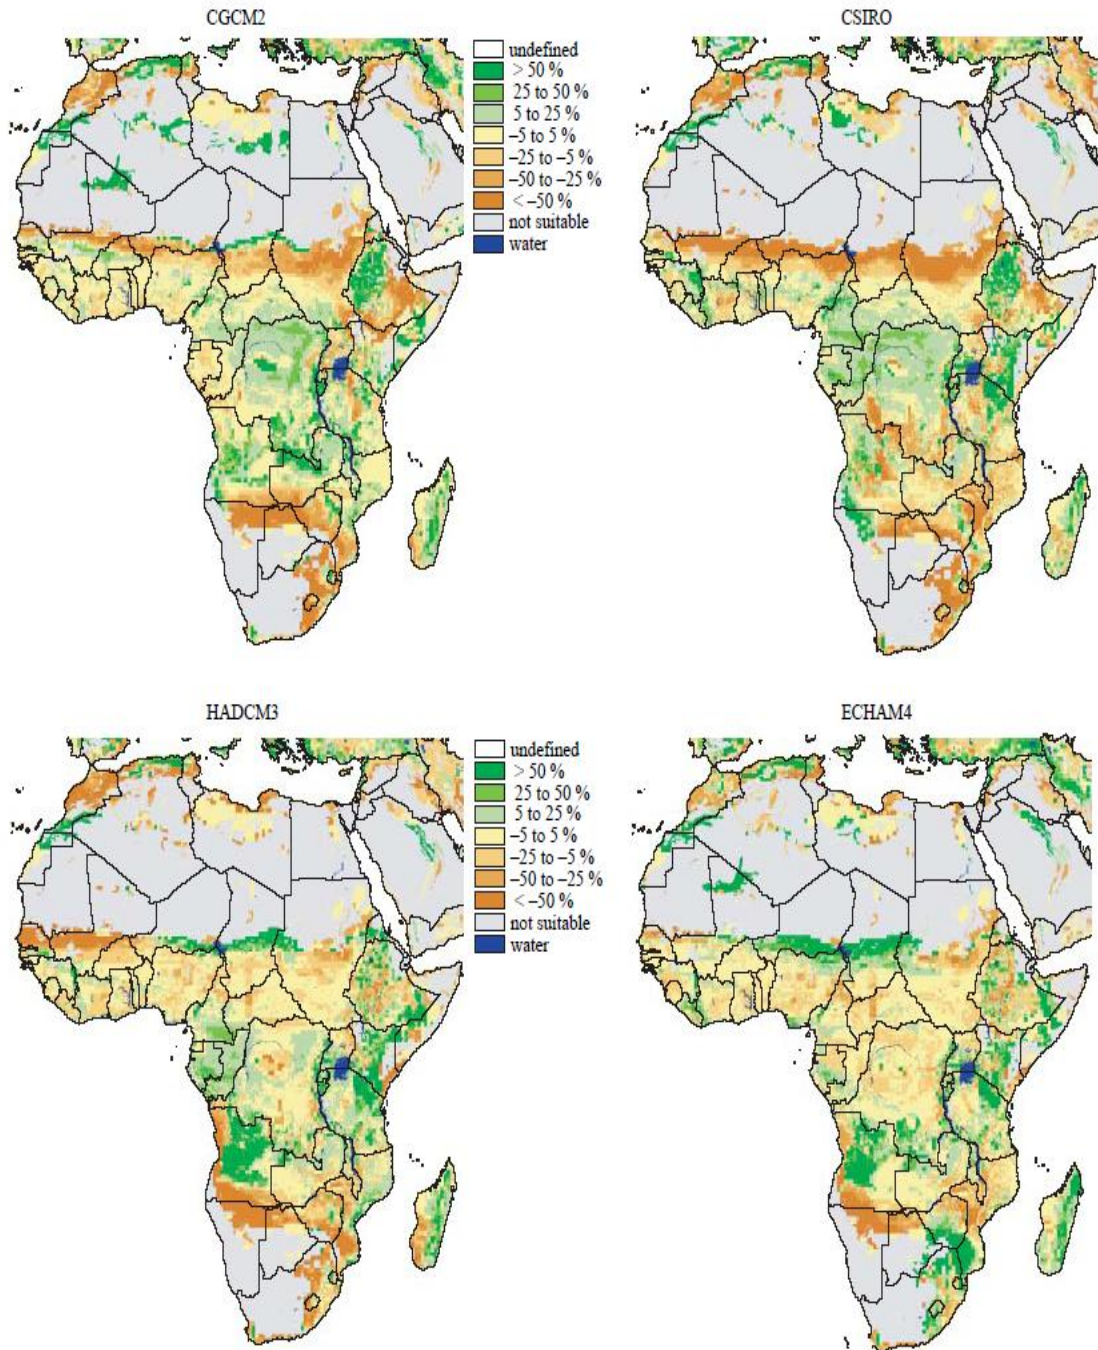 CGCM2
CSIRO
undefined
> 50 %
25 to 50 %
5 to 25 %
–5 to 5 %
–25 to –5 %
–50 to –25 %
< –50 %
not suitable
water
HADCM3
ECHAM4
undefined
> 50 %
25 to 50 %
5 to 25 %
–5 to 5 %
–25 to –5 %
–50 to –25 %
< –50 %
not suitable
water